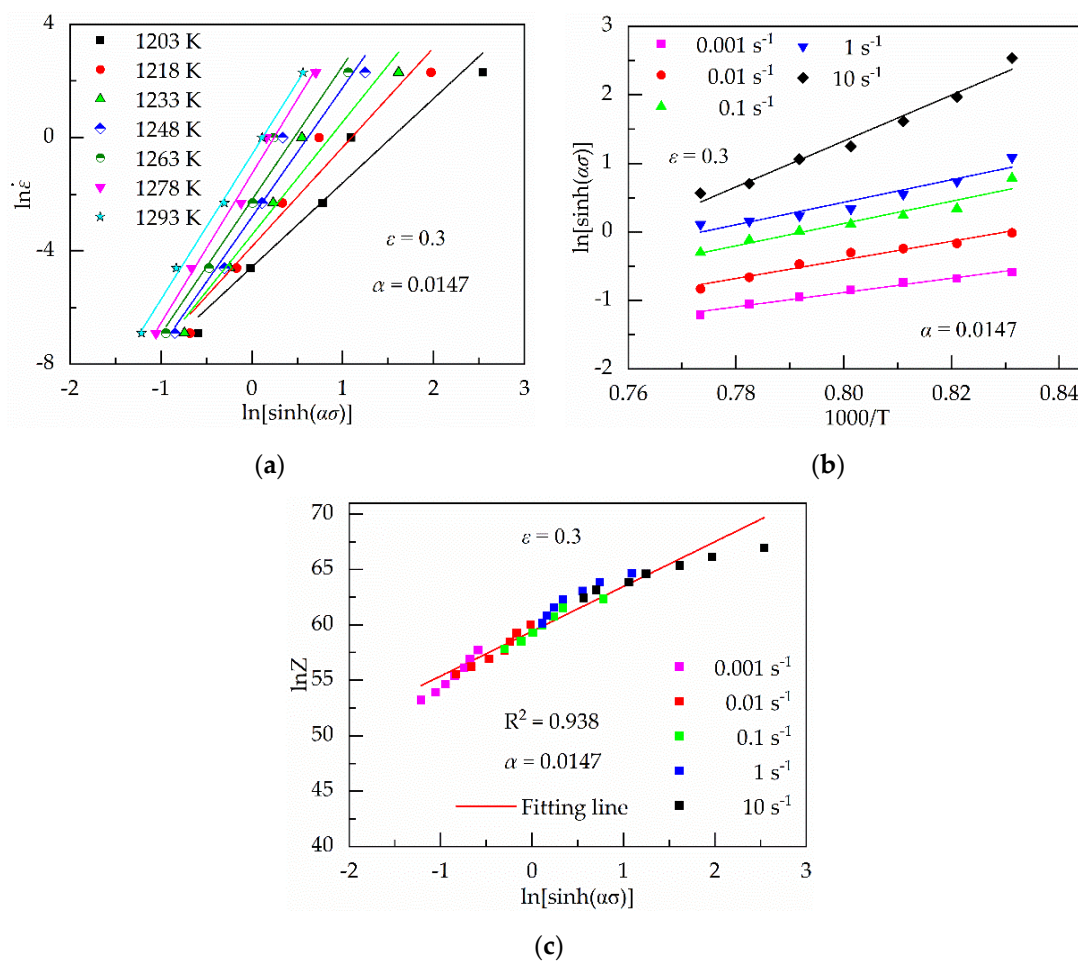 4
0
-4
-8
lnε̇
1203 K
1218 K
1233 K
1248 K
1263 K
1278 K
1293 K
ε = 0.3
α = 0.0147
-2 -1 0 1 2 3
ln[sinh(ασ)]
(a)
3
2
1
0
-1
-2
ln[sinh(ασ)]
0.001 s⁻¹
0.01 s⁻¹
0.1 s⁻¹
1 s⁻¹
10 s⁻¹
ε = 0.3
α = 0.0147
0.76 0.78 0.80 0.82 0.84
1000/T
(b)
70
65
60
55
50
45
40
lnZ
ε = 0.3
R² = 0.938
α = 0.0147
Fitting line
0.001 s⁻¹
0.01 s⁻¹
0.1 s⁻¹
1 s⁻¹
10 s⁻¹
-2 -1 0 1 2 3
ln[sinh(ασ)]
(c)